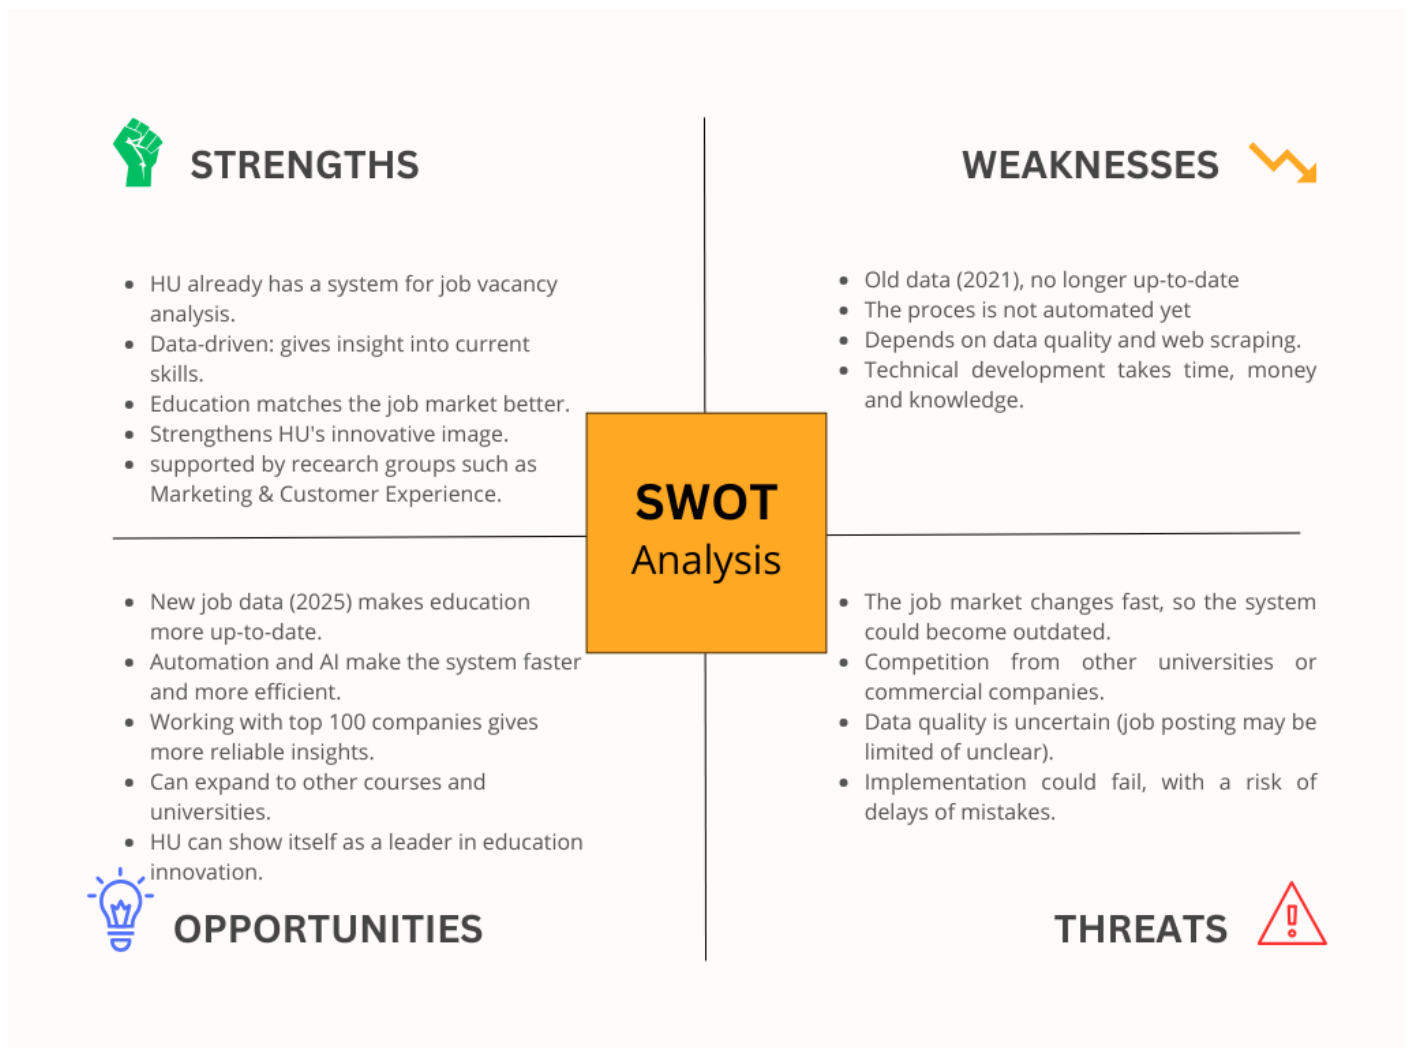 STRENGTHS
• HU already has a system for job vacancy
analysis.
• Data-driven: gives insight into current
skills.
• Education matches the job market better.
• Strengthens HU's innovative image.
• supported by recearch groups such as
Marketing & Customer Experience.
WEAKNESSES
• Old data (2021), no longer up-to-date
• The proces is not automated yet
• Depends on data quality and web scraping.
• Technical development takes time, money
and knowledge.
SWOT
Analysis
• New job data (2025) makes education
more up-to-date.
• Automation and AI make the system faster
and more efficient.
• Working with top 100 companies gives
more reliable insights.
• Can expand to other courses and
universities.
• HU can show itself as a leader in education
innovation.
OPPORTUNITIES
• The job market changes fast, so the system
could become outdated.
• Competition from other universities or
commercial companies.
• Data quality is uncertain (job posting may be
limited of unclear).
• Implementation could fail, with a risk of
delays of mistakes.
THREATS